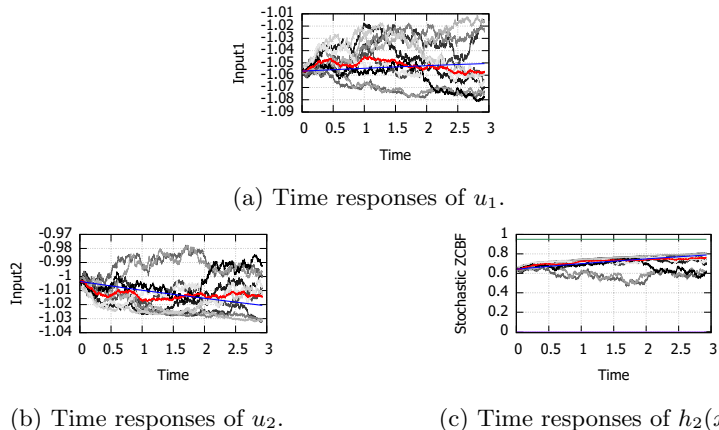 -1.01
-1.02
-1.03
-1.04
-1.05
-1.06
-1.07
-1.08
-1.09
Input1
0 0.5 1 1.5 2 2.5 3
Time
(a) Time responses of u₁.
-0.97
-0.98
-0.99
-1
-1.01
-1.02
-1.03
-1.04
Input2
0 0.5 1 1.5 2 2.5 3
Time
(b) Time responses of u₂.
1
0.8
0.6
0.4
0.2
0
Stochastic ZCBF
0 0.5 1 1.5 2 2.5 3
Time
(c) Time responses of h₂(x